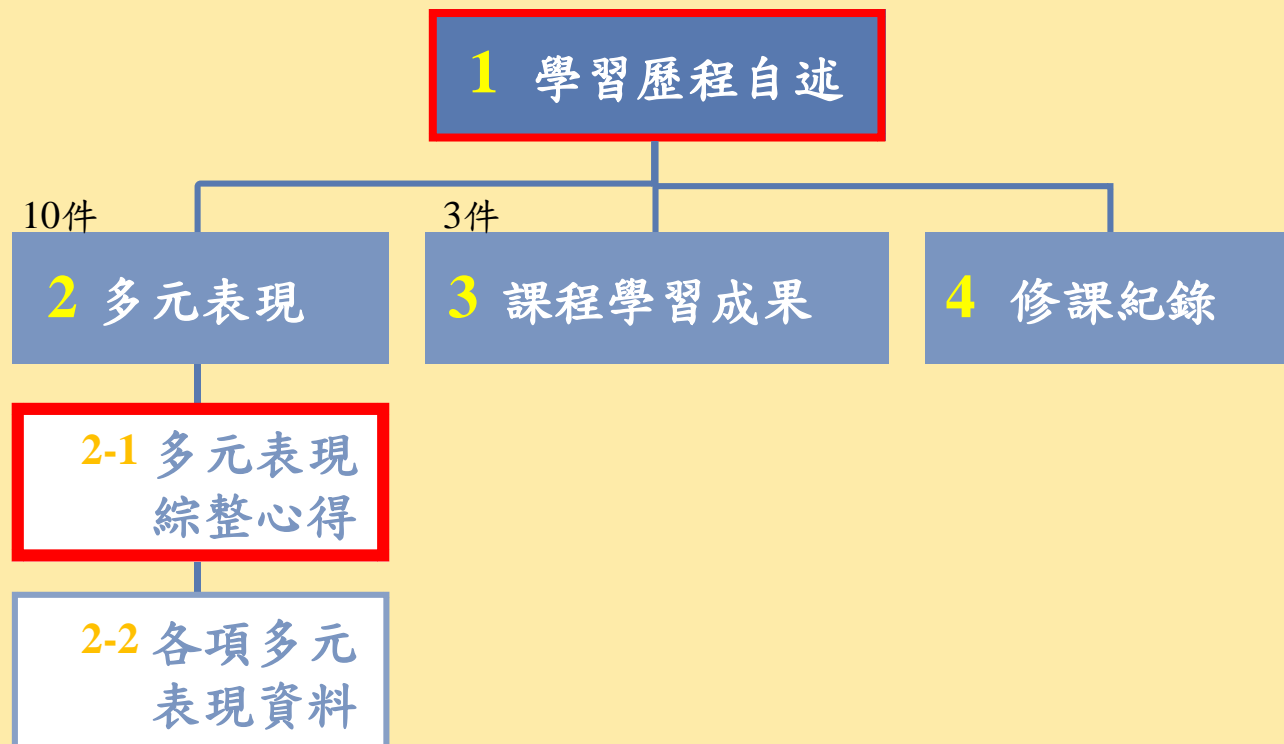 1 學習歷程自述
10件
3件
2 多元表現
3 課程學習成果
4 修課紀錄
2-1 多元表現
綜整心得
2-2 各項多元
表現資料